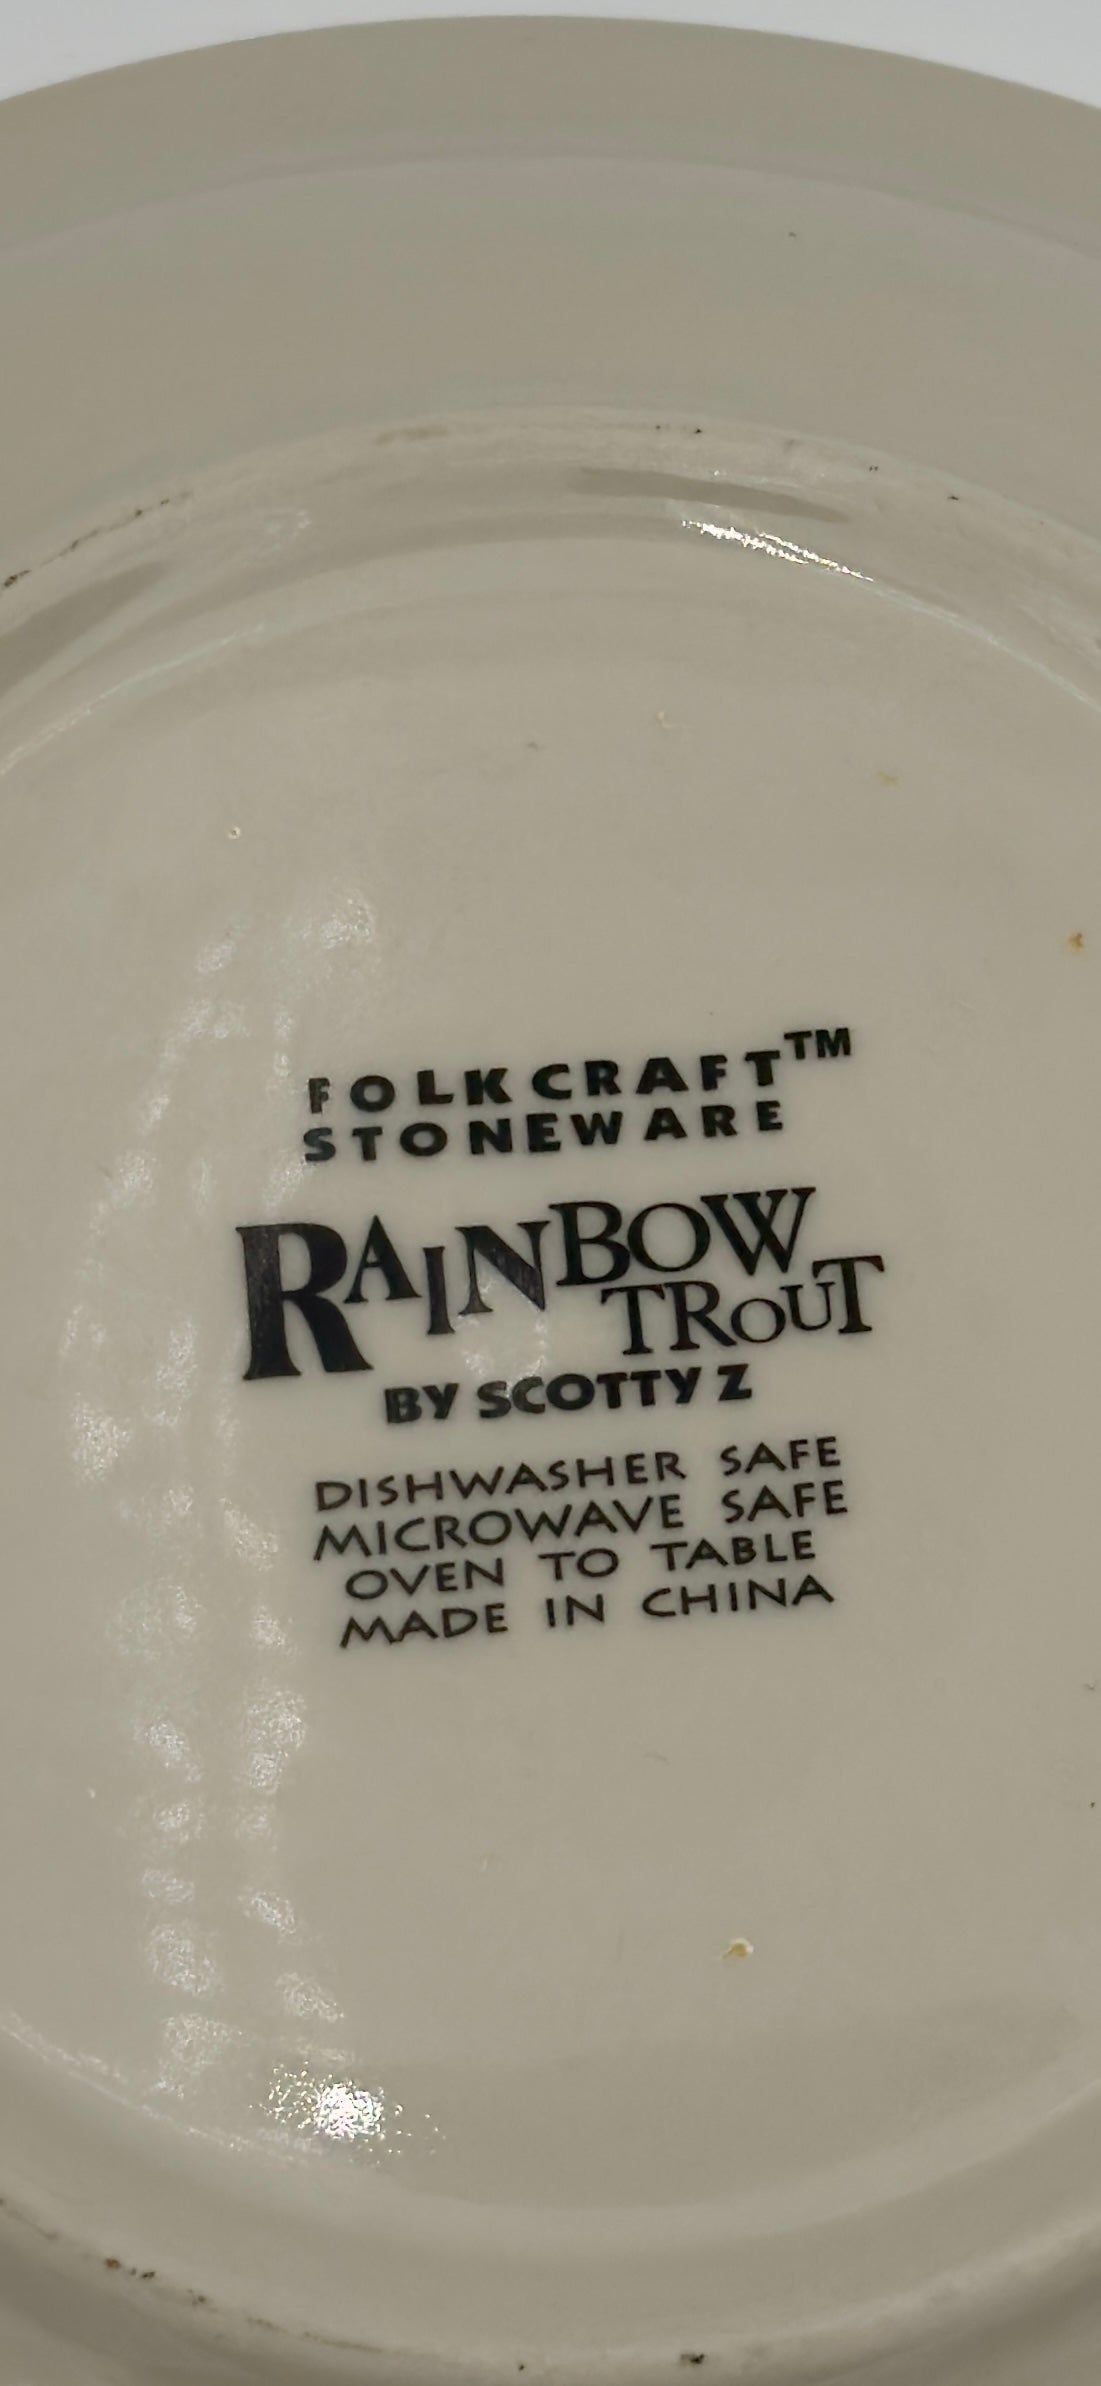 FOLKCRAFT™
STONEWARE
RAINBOW
TROUT
BY SCOTTY Z
DISHWASHER SAFE
MICROWAVE SAFE
OVEN TO TABLE
MADE IN CHINA